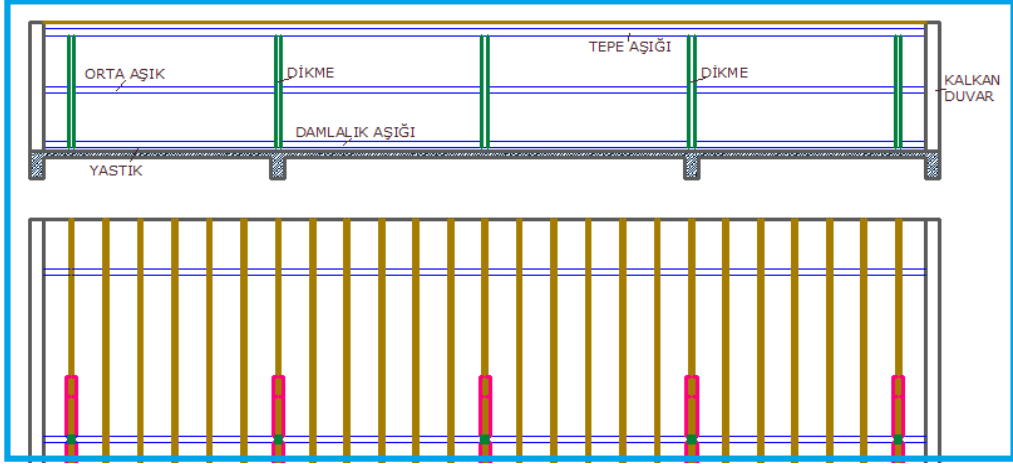 TEPE AŞIĞI
ORTA AŞIK
DİKME
DİKME
KALKAN
DUVAR
DAMLALIK AŞIĞI
YASTIK